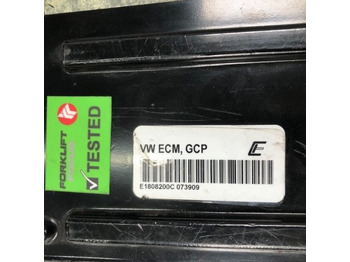 FORKLIFT
TESTED
VW ECM, GCP
E
E1808200C 073909